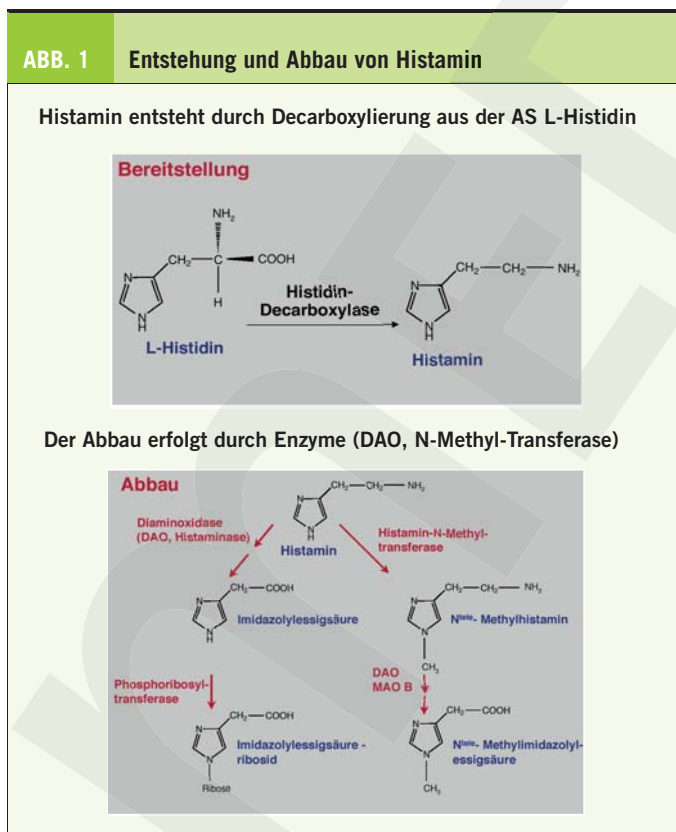 ABB. 1 Entstehung und Abbau von Histamin
Histamin entsteht durch Decarboxylierung aus der AS L-Histidin
Bereitstellung
NH₂
CH₂—C COOH
H
N
N
H
L-Histidin
Histidin-
Decarboxylase
CH₂—CH₂—NH₂
N
N
H
Histamin
Der Abbau erfolgt durch Enzyme (DAO, N-Methyl-Transferase)
Abbau
CH₂—CH₂—NH₂
N
N
H
Histamin
Diaminoxidase
(DAO, Histaminase)
Histamin-N-Methyl-
transferase
CH₂—COOH
N
N
H
Imidazolylessigsäure
CH₂—CH₂—NH₂
N
N
CH₃
Nᵗᵉˡᵉ- Methylhistamin
Phosphoribosyl-
transferase
DAO
MAO B
CH₂—COOH
N
N
Ribose
Imidazolylessigsäure -
ribosid
CH₂—COOH
N
N
CH₃
Nᵗᵉˡᵉ- Methylimidazolyl-
essigsäure